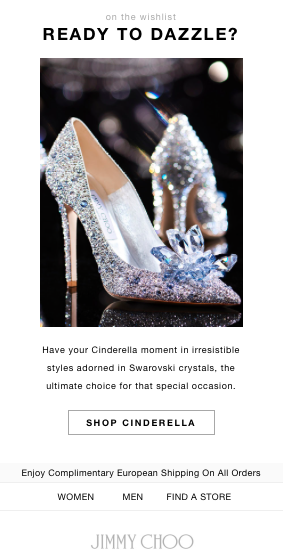 on the wishlist
READY TO DAZZLE?
Have your Cinderella moment in irresistible
styles adorned in Swarovski crystals, the
ultimate choice for that special occasion.
SHOP CINDERELLA
Enjoy Complimentary European Shipping On All Orders
WOMEN MEN FIND A STORE
JIMMY CHOO